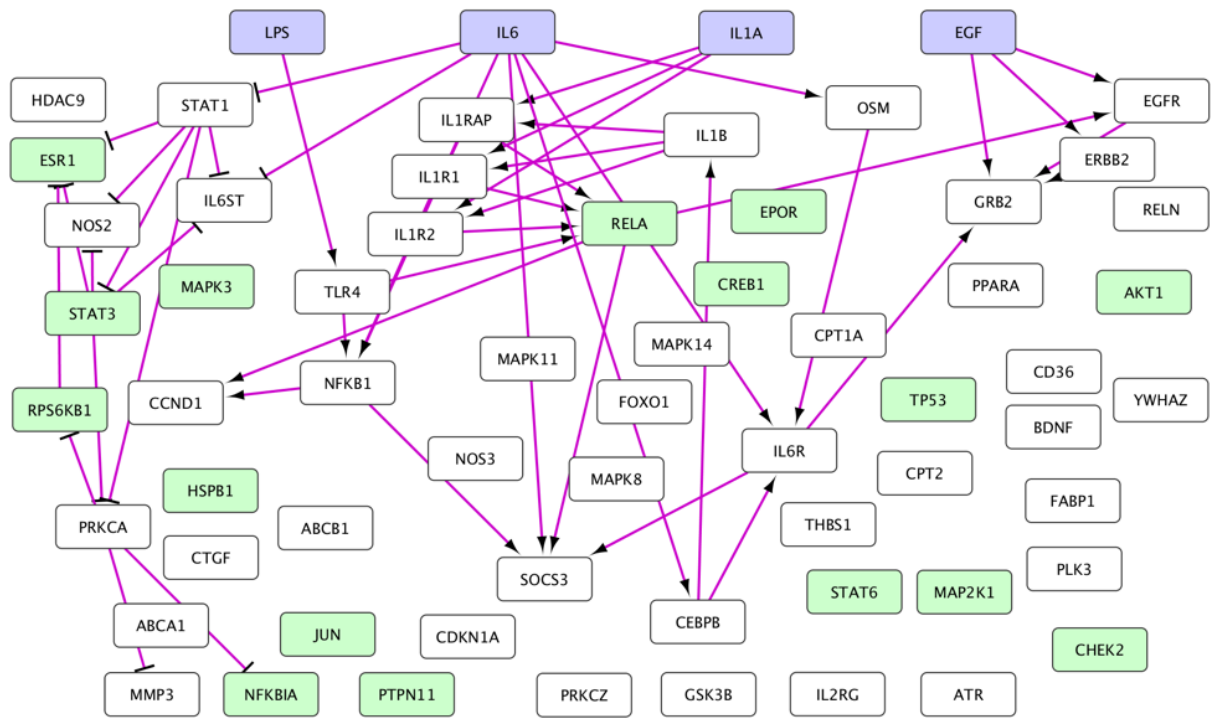 LPS
IL6
IL1A
EGF
HDAC9
STAT1
IL1RAP
IL1B
OSM
EGFR
ESR1
IL6ST
IL1R1
ERBB2
NOS2
IL1R2
RELA
EPOR
GRB2
RELN
MAPK3
TLR4
CREB1
PPARA
AKT1
STAT3
MAPK11
MAPK14
CPT1A
NFKB1
CD36
RPS6KB1
CCND1
FOXO1
TP53
YWHAZ
BDNF
NOS3
IL6R
HSPB1
MAPK8
CPT2
FABP1
PRKCA
ABCB1
THBS1
CTGF
SOCS3
PLK3
STAT6
MAP2K1
ABCA1
JUN
CDKN1A
CEBPB
CHEK2
MMP3
NFKBIA
PTPN11
PRKCZ
GSK3B
IL2RG
ATR